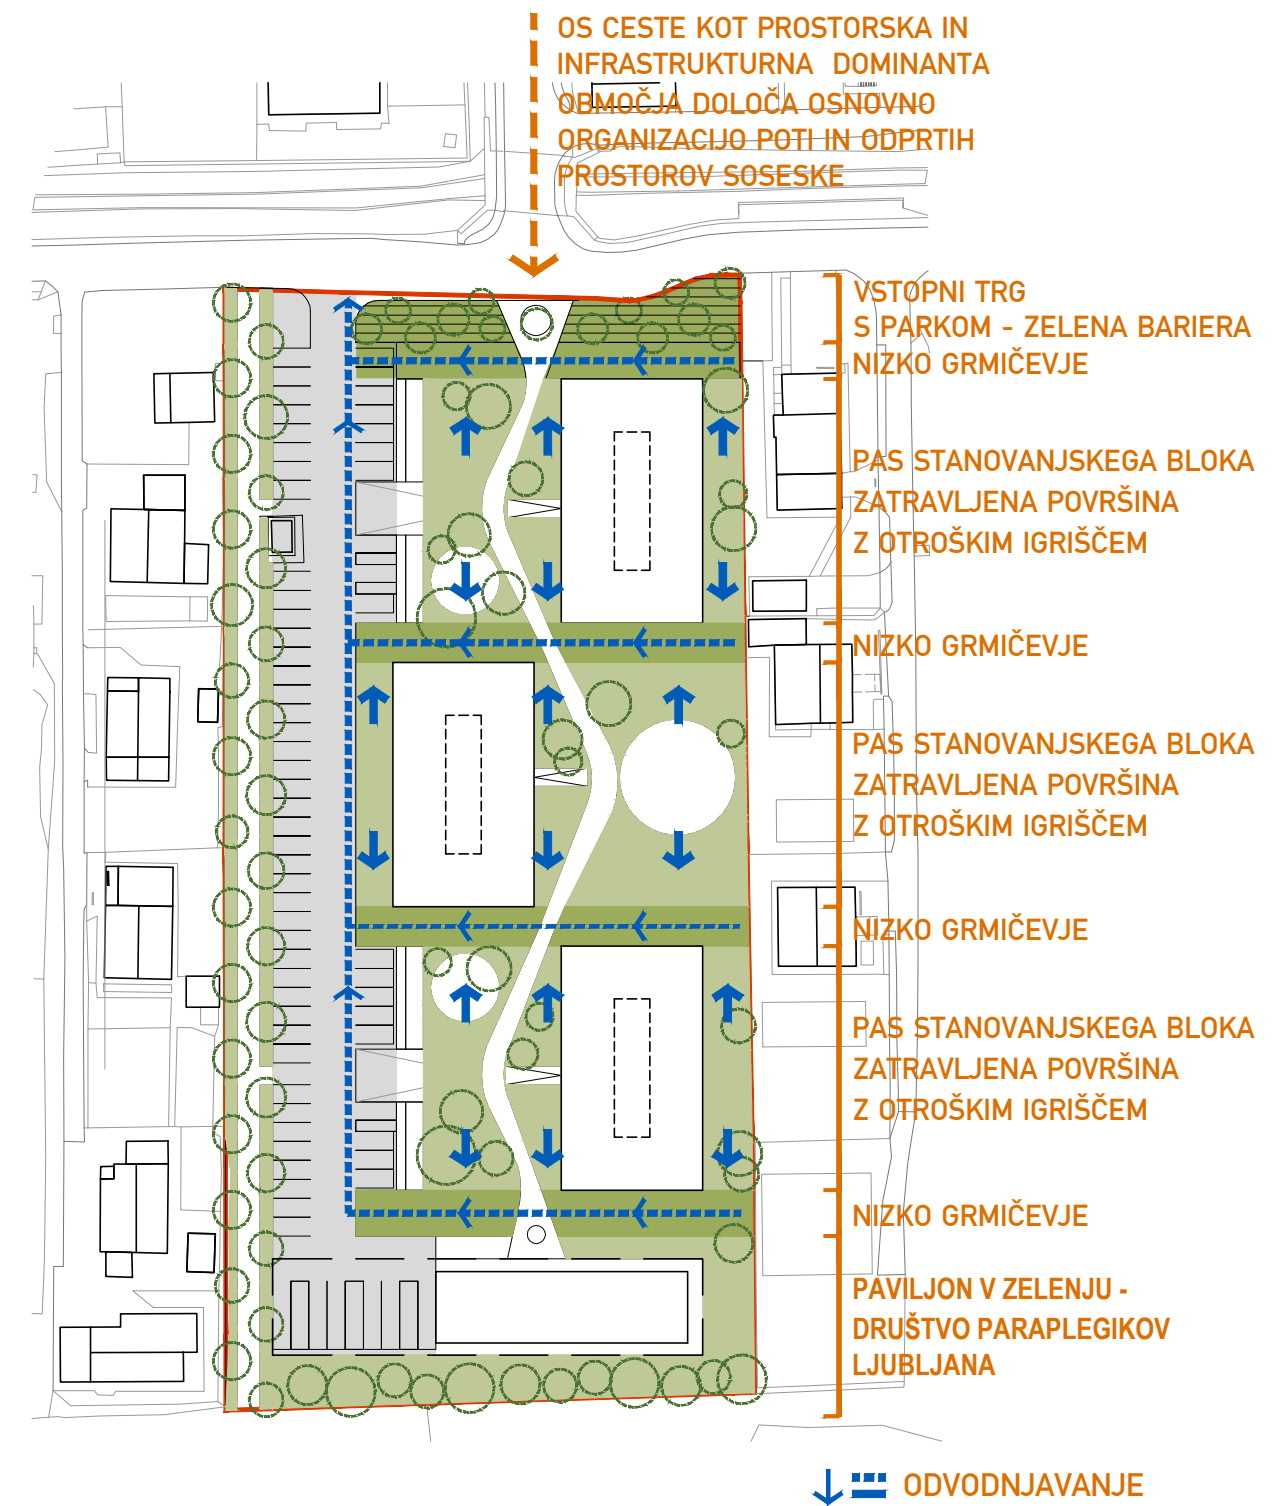 OS CESTE KOT PROSTORSKA IN
INFRASTRUKTURNA DOMINANTA
OBMOČJA DOLOČA OSNOVNO
ORGANIZACIJO POTI IN ODPRTIH
PROSTOROV SOSESKE
VSTOPNI TRG
S PARKOM - ZELENA BARIERA
NIZKO GRMIČEVJE
PAS STANOVANJSKEGA BLOKA
ZATRAVLJENA POVRŠINA
Z OTROŠKIM IGRIŠČEM
NIZKO GRMIČEVJE
PAS STANOVANJSKEGA BLOKA
ZATRAVLJENA POVRŠINA
Z OTROŠKIM IGRIŠČEM
NIZKO GRMIČEVJE
PAS STANOVANJSKEGA BLOKA
ZATRAVLJENA POVRŠINA
Z OTROŠKIM IGRIŠČEM
NIZKO GRMIČEVJE
PAVILJON V ZELENJU -
DRUŠTVO PARAPLEGIKOV
LJUBLJANA
ODVODNJAVANJE